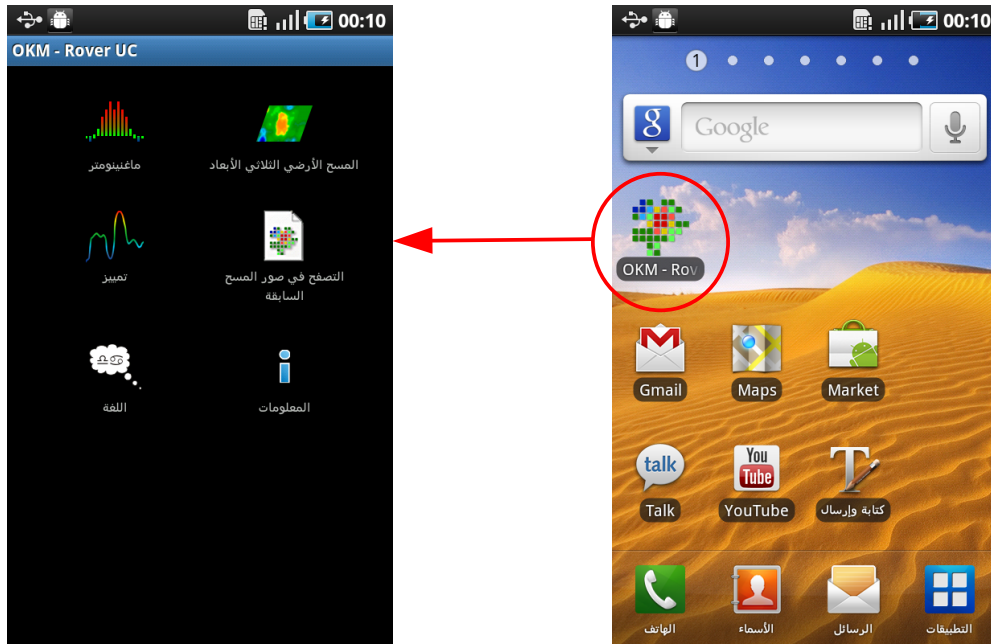 00:10
OKM - Rover UC
المسح الأرضي الثلاثي الأبعاد
ماغنينومتر
التصفح في صور المسح
السابقة
تمييز
المعلومات
اللغة
00:10
1
g
Google
OKM - Rov
Gmail
Maps
Market
talk
You
Tube
T
Talk
YouTube
كتابة وإرسال
التطبيقات
الرسائل
الأسماء
الهاتف